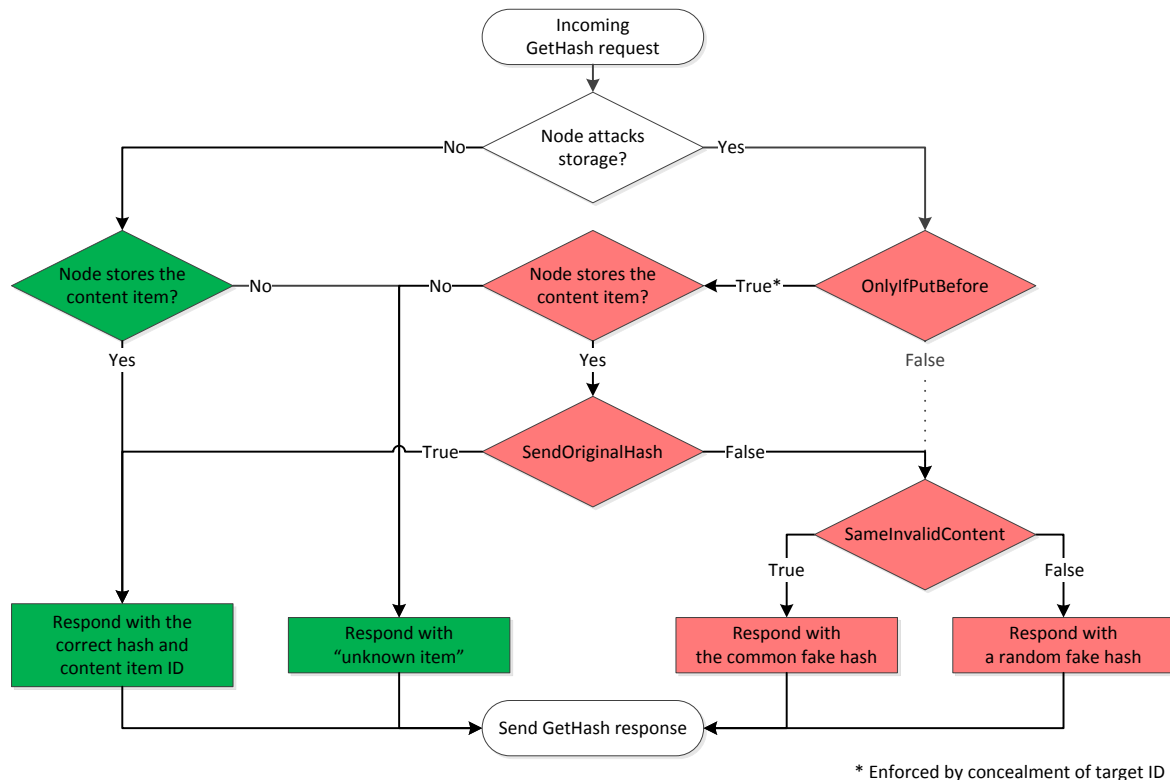 Incoming
GetHash request
Node attacks
storage?
No
Yes
Node stores the
content item?
No
Node stores the
content item?
No
True*
OnlyIfPutBefore
Yes
Yes
False
SendOriginalHash
True
False
SameInvalidContent
True
False
Respond with the
correct hash and
content item ID
Respond with
“unknown item”
Respond with
the common fake hash
Respond with
a random fake hash
Send GetHash response
* Enforced by concealment of target ID